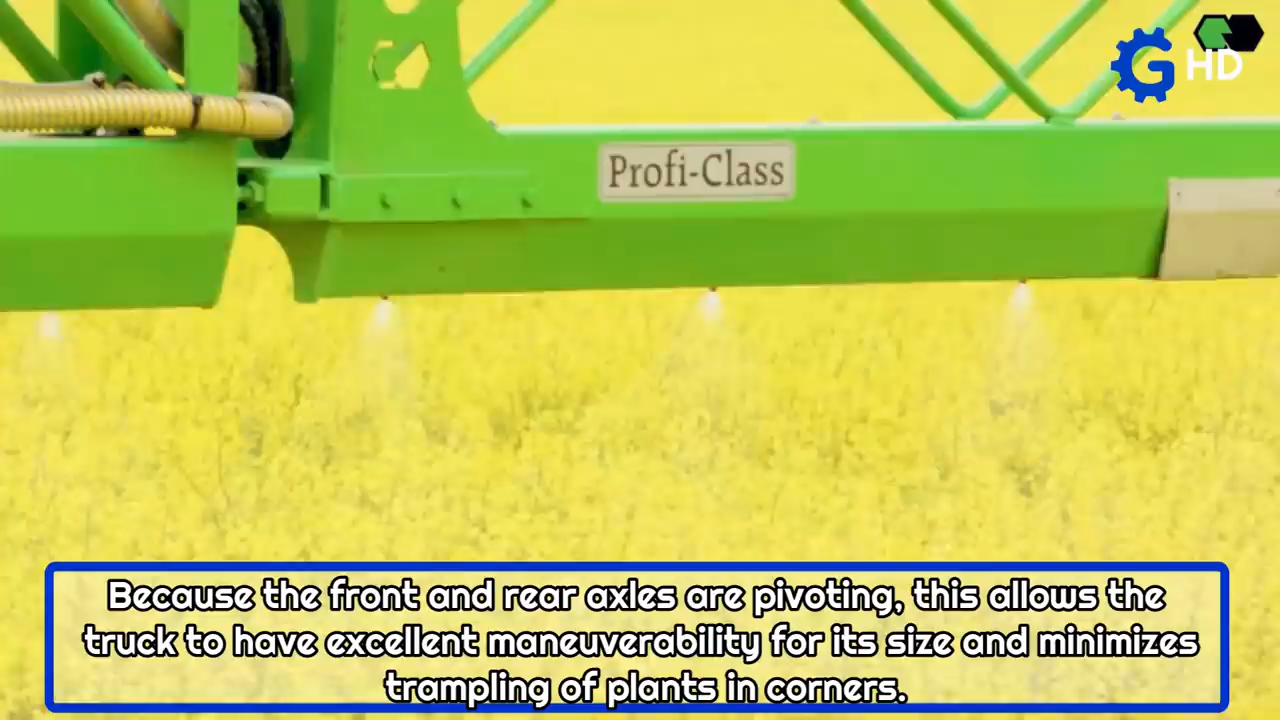 G HD
Profi-Class
Because the front and rear axles are pivoting, this allows the
truck to have excellent maneuverability for its size and minimizes
trampling of plants in corners.